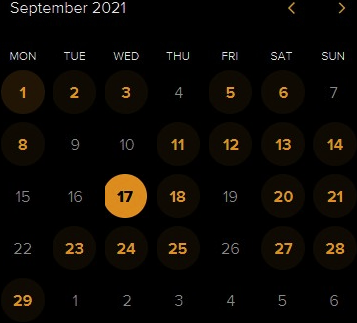 September 2021
MON TUE WED THU FRI SAT SUN
1 2 3 4 5 6 7
8 9 10 11 12 13 14
15 16 17 18 19 20 21
22 23 24 25 26 27 28
29 1 2 3 4 5 6